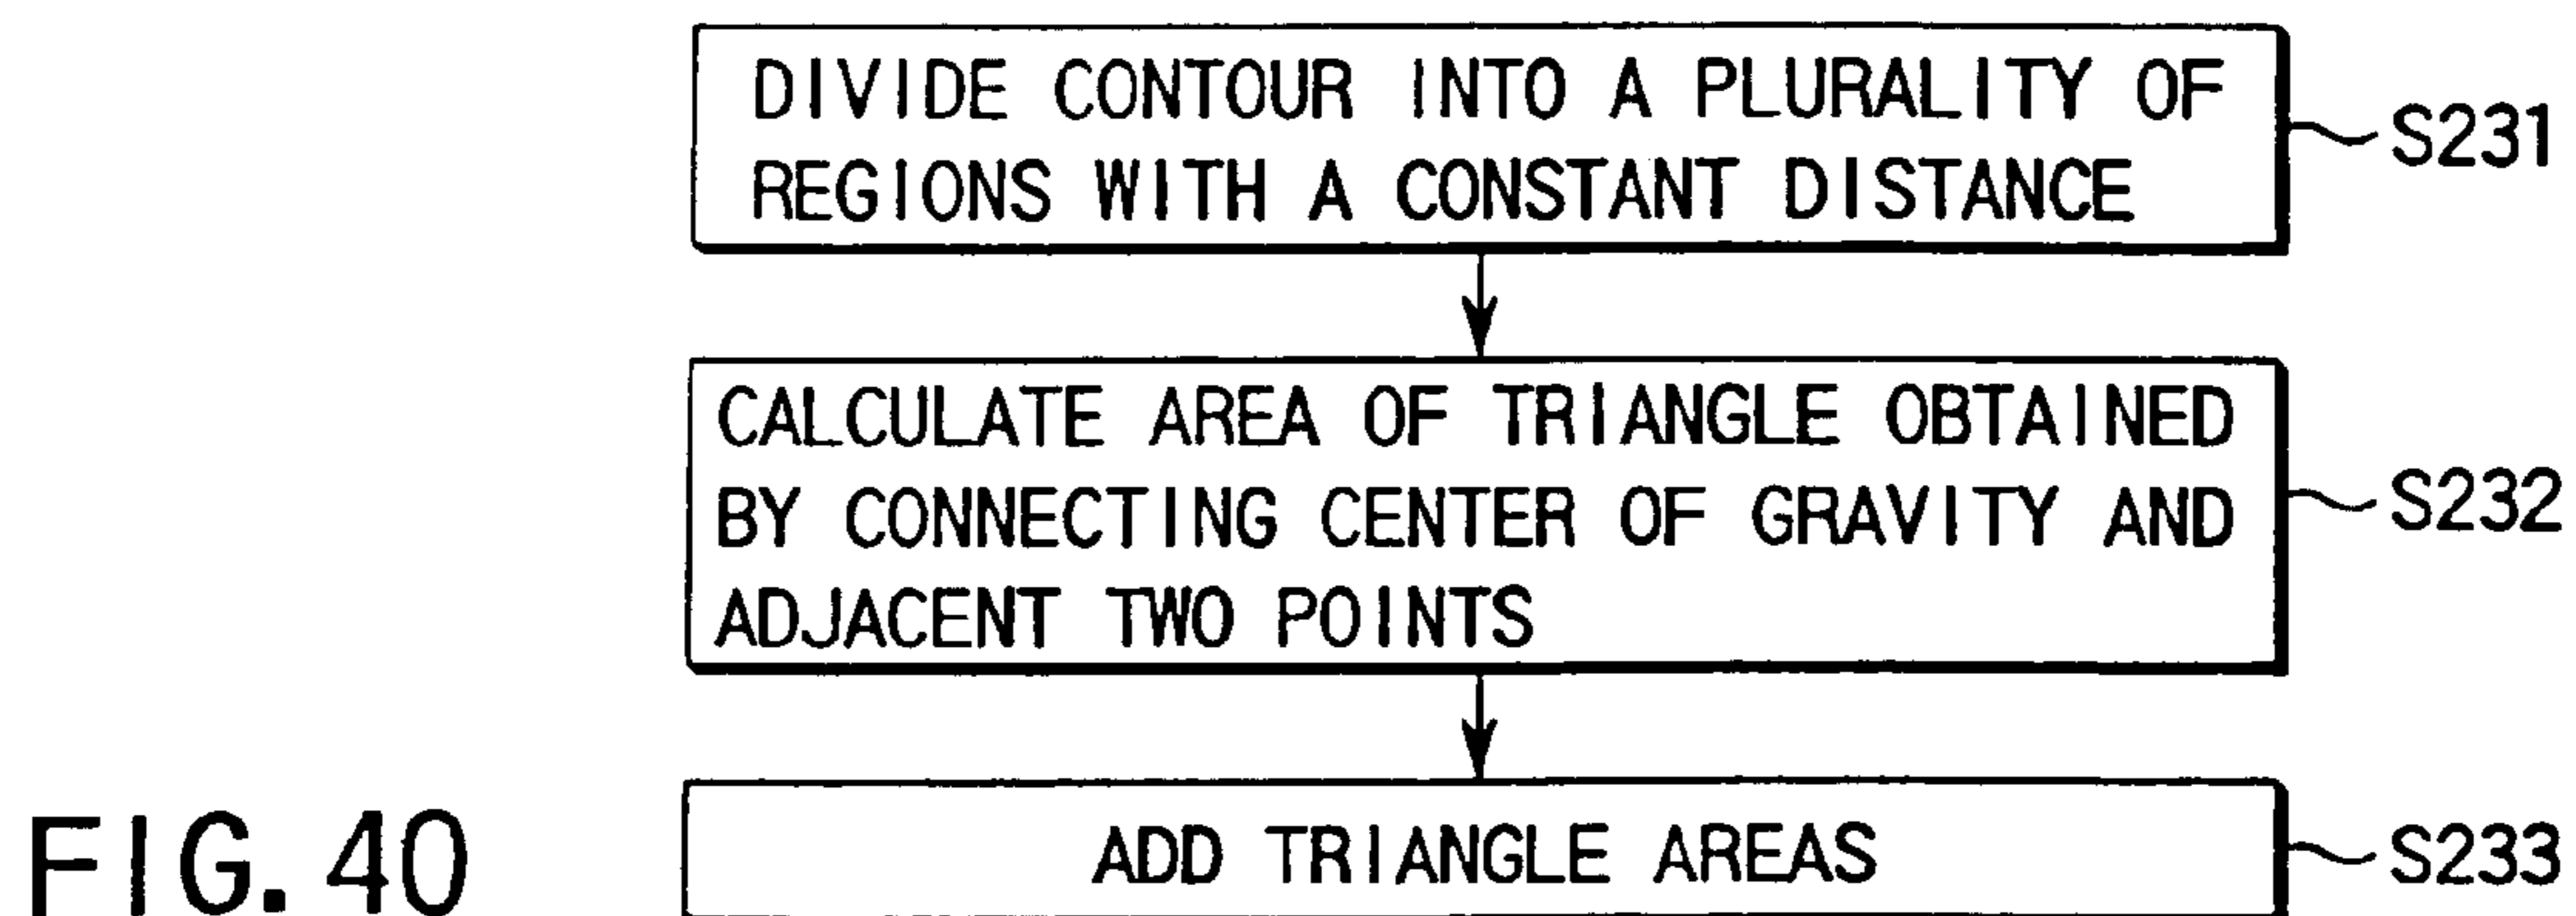 DIVIDE CONTOUR INTO A PLURALITY OF
REGIONS WITH A CONSTANT DISTANCE
S231
CALCULATE AREA OF TRIANGLE OBTAINED
BY CONNECTING CENTER OF GRAVITY AND
ADJACENT TWO POINTS
S232
ADD TRIANGLE AREAS
S233
FIG. 40